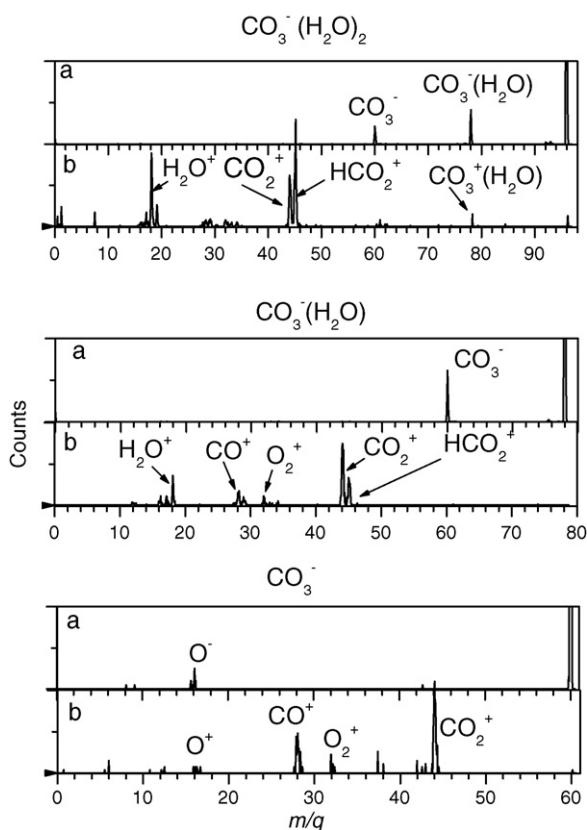 CO₃⁻(H₂O)₂
a
CO₃⁻
CO₃⁻(H₂O)
b
H₂O⁺
CO₂⁺
HCO₂⁺
CO₃⁺(H₂O)
0 10 20 30 40 50 60 70 80 90
CO₃⁻(H₂O)
a
CO₃⁻
b
H₂O⁺
CO⁺
O₂⁺
CO₂⁺
HCO₂⁺
0 10 20 30 40 50 60 70 80
Counts
CO₃⁻
a
O⁻
b
O⁺
CO⁺
O₂⁺
CO₂⁺
0 10 20 30 40 50 60
m/q